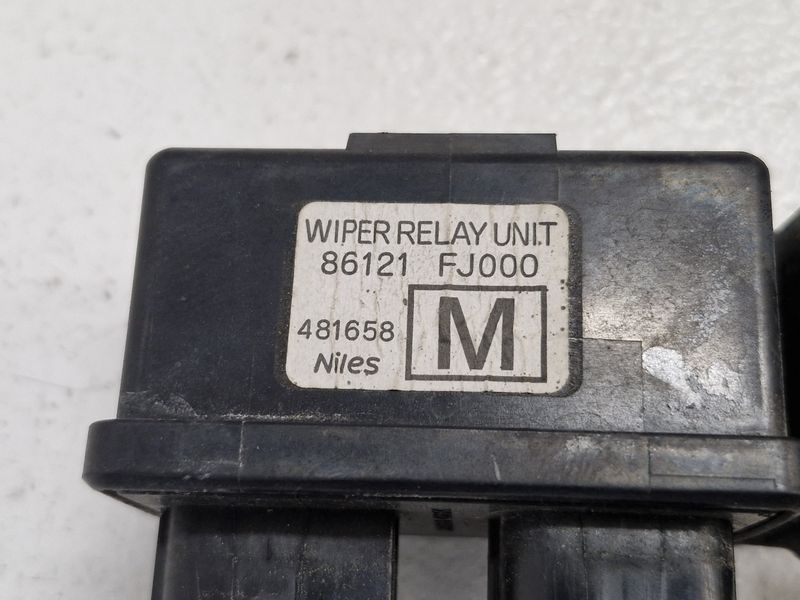 WIPER RELAY UNIT
86121 FJ000
481658
M
Niles